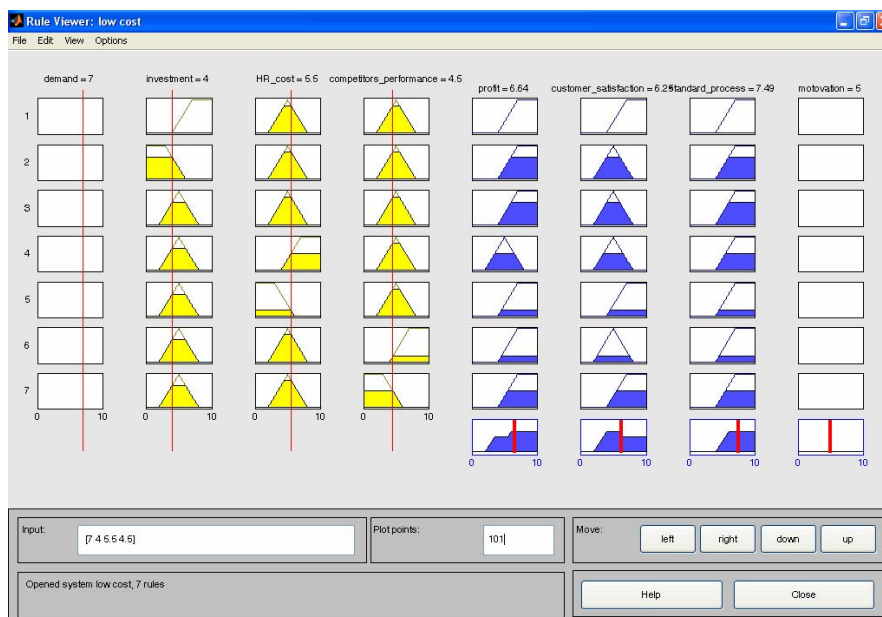 Rule Viewer: low cost
File Edit View Options
demand = 7 investment = 4 HR_cost = 5.5 competitors_performance = 4.5
profit = 6.64 customer_satisfaction = 6.25 standard_process = 7.49 motovation = 5
1
2
3
4
5
6
7
0 10 0 10 0 10 0 10
0 10 0 10 0 10 0 10
Input: [7 4 5.5 4.5] Plot points: 101 Move: left right down up
Opened system low cost, 7 rules Help Close